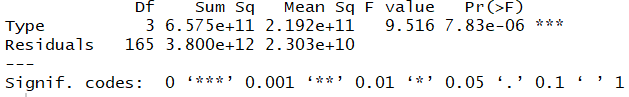 Df Sum Sq Mean Sq F value Pr(>F)
Type 3 6.575e+11 2.192e+11 9.516 7.83e-06 ***
Residuals 165 3.800e+12 2.303e+10
---
Signif. codes: 0 ‘***’ 0.001 ‘**’ 0.01 ‘*’ 0.05 ‘.’ 0.1 ‘ ’ 1